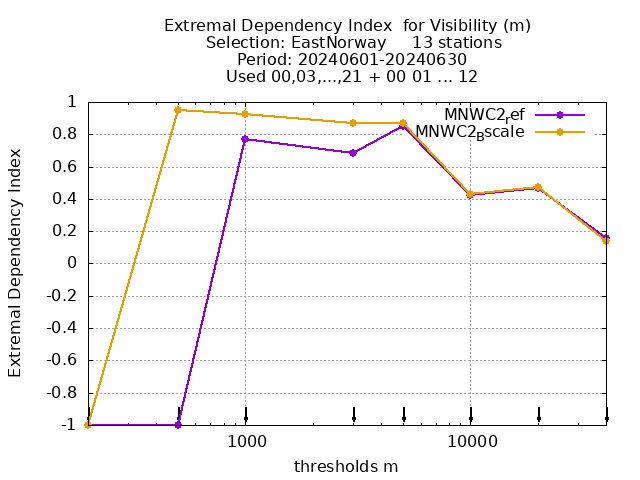 Extremal Dependency Index  for Visibility (m)
Selection: EastNorway     13 stations
Period: 20240601-20240630
Used 00,03,...,21 + 00 01 ... 12
MNWC2ref
MNWC2Bscale
1
0.8
0.6
0.4
0.2
0
-0.2
-0.4
-0.6
-0.8
-1
Extremal Dependency Index
1000
10000
thresholds m